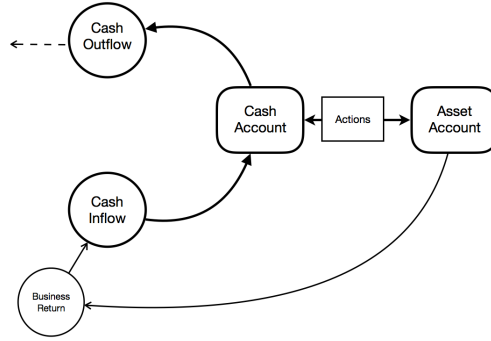 Cash
Outflow
Cash
Account
Actions
Asset
Account
Cash
Inflow
Business
Return